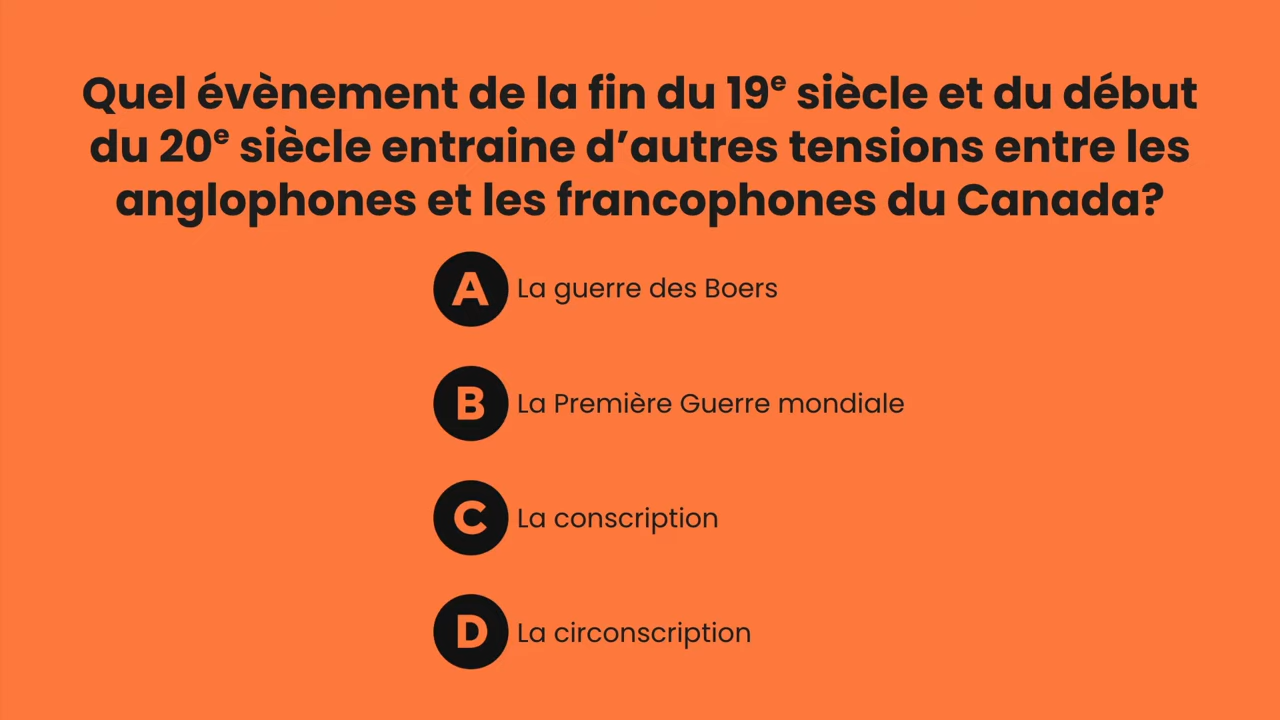 Quel évènement de la fin du 19e siècle et du début
du 20e siècle entraine d’autres tensions entre les
anglophones et les francophones du Canada?
A La guerre des Boers
B La Première Guerre mondiale
C La conscription
D La circonscription